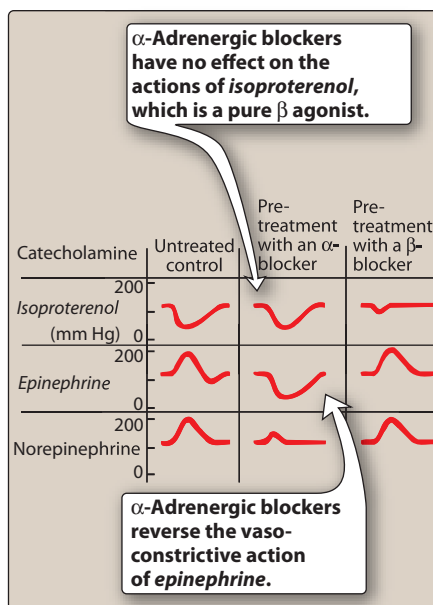 α-Adrenergic blockers
have no effect on the
actions of isoproterenol,
which is a pure β agonist.
Catecholamine
Untreated
control
Pre-
treatment
with an α-
blocker
Pre-
treatment
with a β-
blocker
Isoproterenol
(mm Hg)
200
0
Epinephrine
200
0
Norepinephrine
200
0
α-Adrenergic blockers
reverse the vaso-
constrictive action
of epinephrine.